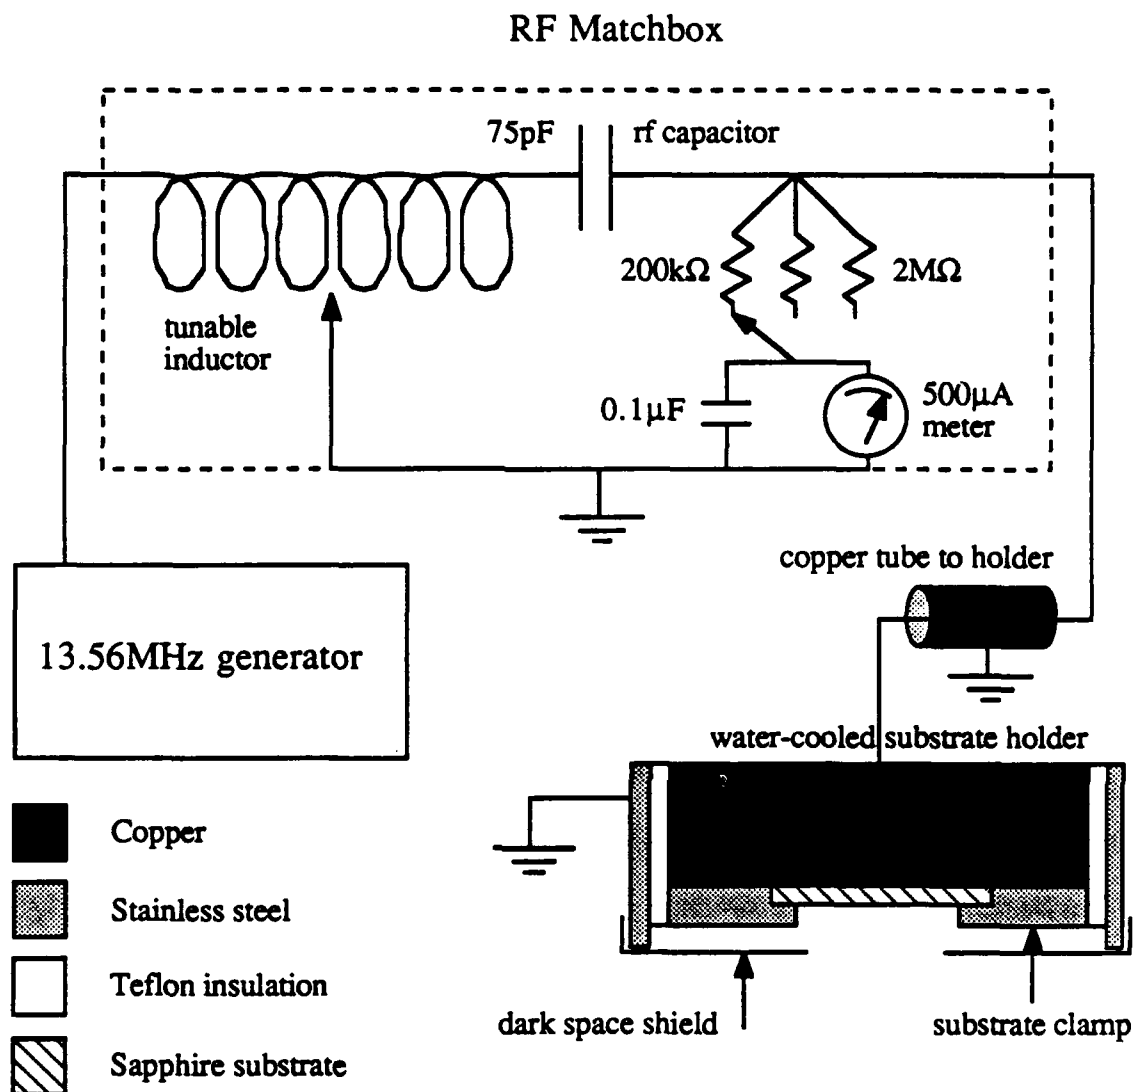 RF Matchbox
75pF
rf capacitor
200kΩ
2MΩ
tunable
inductor
0.1μF
500μA
meter
copper tube to holder
13.56MHz generator
water-cooled substrate holder
Copper
Stainless steel
Teflon insulation
dark space shield
substrate clamp
Sapphire substrate